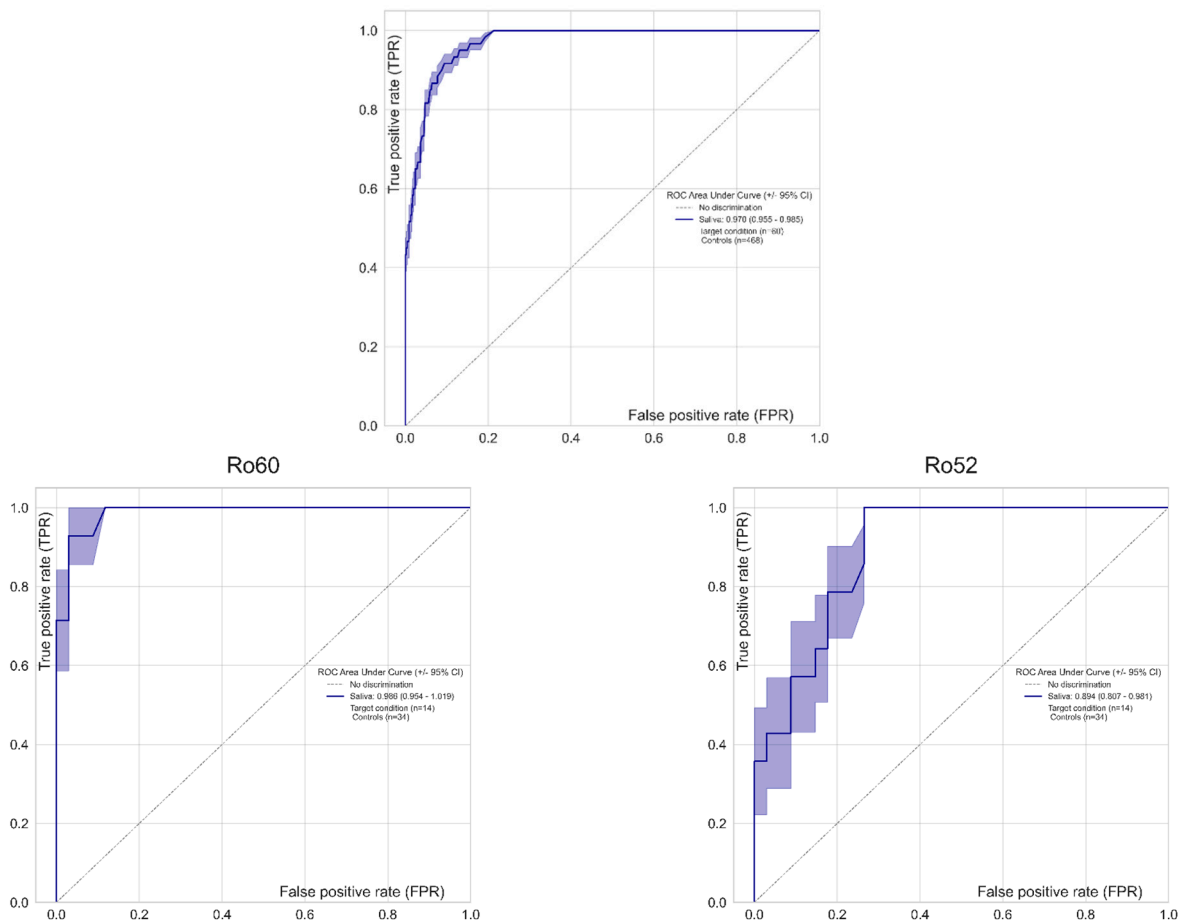 True positive rate (TPR)
1.0
0.8
0.6
0.4
0.2
0.0
ROC Area Under Curve (+/- 95% CI)
No discrimination
Saliva: 0.970 (0.955 - 0.985)
Target condition (n=60)
Controls (n=468)
False positive rate (FPR)
0.0 0.2 0.4 0.6 0.8 1.0
Ro60
True positive rate (TPR)
1.0
0.8
0.6
0.4
0.2
0.0
ROC Area Under Curve (+/- 95% CI)
No discrimination
Saliva: 0.986 (0.954 - 1.019)
Target condition (n=14)
Controls (n=34)
False positive rate (FPR)
0.0 0.2 0.4 0.6 0.8 1.0
Ro52
True positive rate (TPR)
1.0
0.8
0.6
0.4
0.2
0.0
ROC Area Under Curve (+/- 95% CI)
No discrimination
Saliva: 0.894 (0.807 - 0.981)
Target condition (n=14)
Controls (n=34)
False positive rate (FPR)
0.0 0.2 0.4 0.6 0.8 1.0